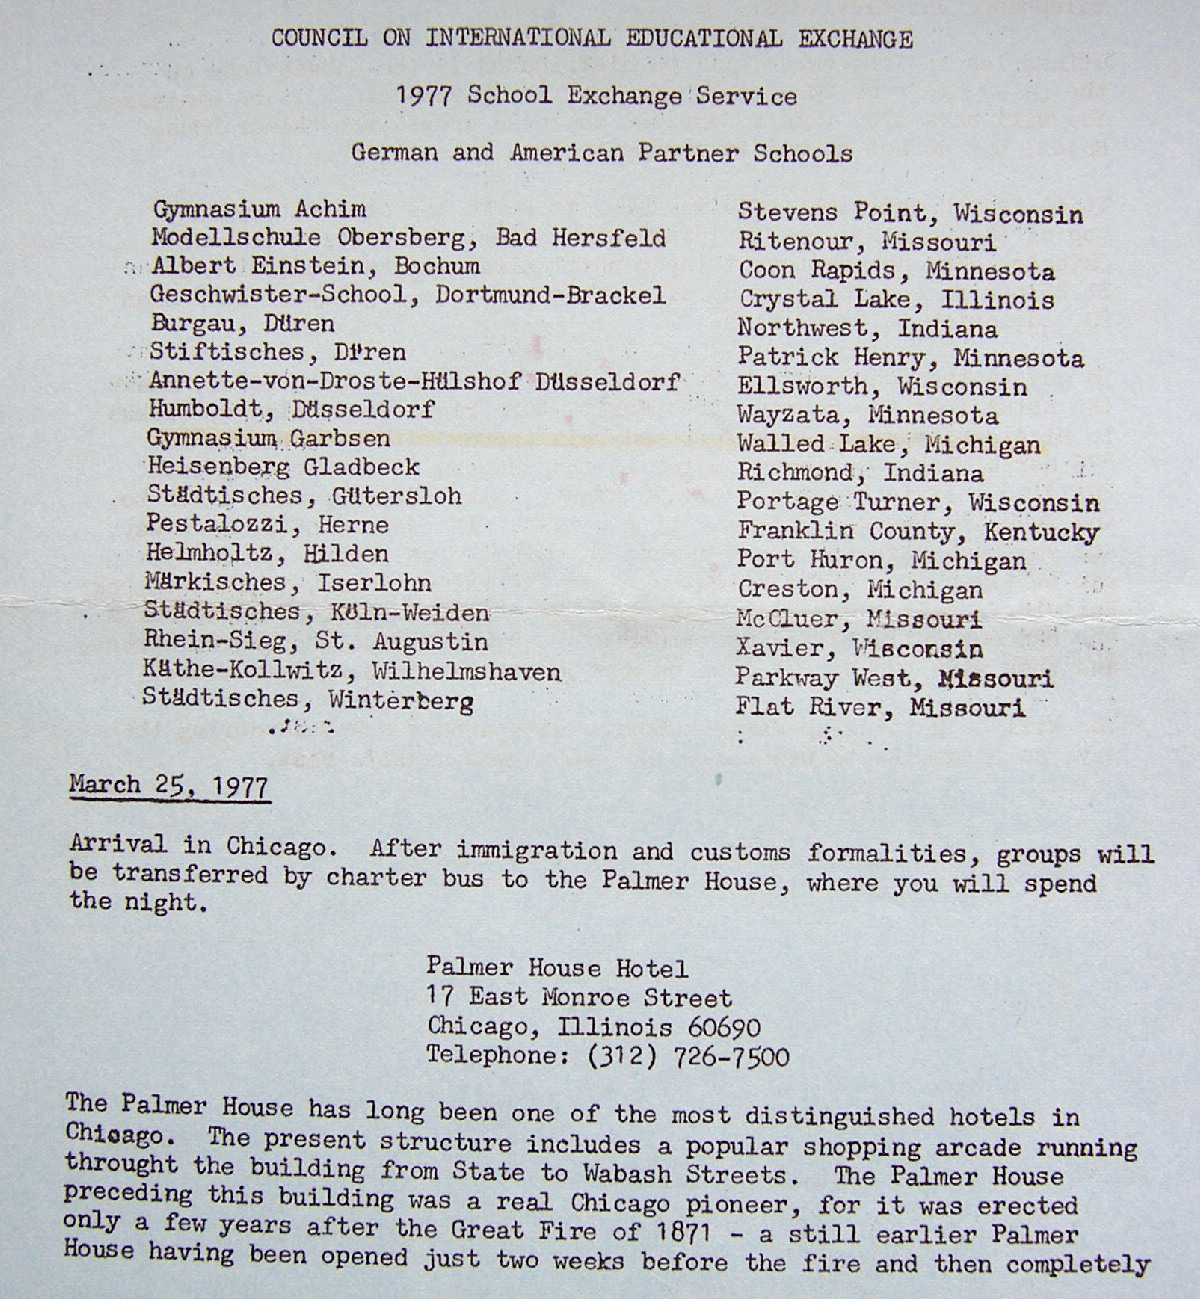 COUNCIL ON INTERNATIONAL EDUCATIONAL EXCHANGE
1977 School Exchange Service
German and American Partner Schools
Gymnasium Achim Stevens Point, Wisconsin
Modellschule Obersberg, Bad Hersfeld Ritenour, Missouri
Albert Einstein, Bochum Coon Rapids, Minnesota
Geschwister-School, Dortmund-Brackel Crystal Lake, Illinois
Burgau, Düren Northwest, Indiana
Stiftisches, Düren Patrick Henry, Minnesota
Annette-von-Droste-Hülshof Düsseldorf Ellsworth, Wisconsin
Humboldt, Düsseldorf Wayzata, Minnesota
Gymnasium Garbsen Walled Lake, Michigan
Heisenberg Gladbeck Richmond, Indiana
Städtisches, Gütersloh Portage Turner, Wisconsin
Pestalozzi, Herne Franklin County, Kentucky
Helmholtz, Hilden Port Huron, Michigan
Märkisches, Iserlohn Creston, Michigan
Städtisches, Köln-Weiden McCluer, Missouri
Rhein-Sieg, St. Augustin Xavier, Wisconsin
Käthe-Kollwitz, Wilhelmshaven Parkway West, Missouri
Städtisches, Winterberg Flat River, Missouri
March 25, 1977
Arrival in Chicago. After immigration and customs formalities, groups will
be transferred by charter bus to the Palmer House, where you will spend
the night.
Palmer House Hotel
17 East Monroe Street
Chicago, Illinois 60690
Telephone: (312) 726-7500
The Palmer House has long been one of the most distinguished hotels in
Chicago. The present structure includes a popular shopping arcade running
throught the building from State to Wabash Streets. The Palmer House
preceding this building was a real Chicago pioneer, for it was erected
only a few years after the Great Fire of 1871 - a still earlier Palmer
House having been opened just two weeks before the fire and then completely